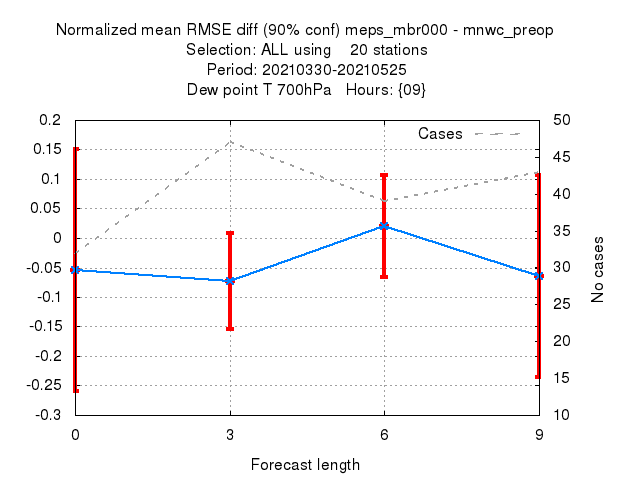 Normalized mean RMSE diff (90% conf) meps_mbr000 - mnwc_preop
Selection: ALL using    20 stations
Period: 20210330-20210525
Dew point T 700hPa   Hours: {09}
Cases
0.2
0.15
0.1
0.05
0
-0.05
-0.1
-0.15
-0.2
-0.25
-0.3
50
45
40
35
30
25
20
15
10
No cases
0 3 6 9
Forecast length